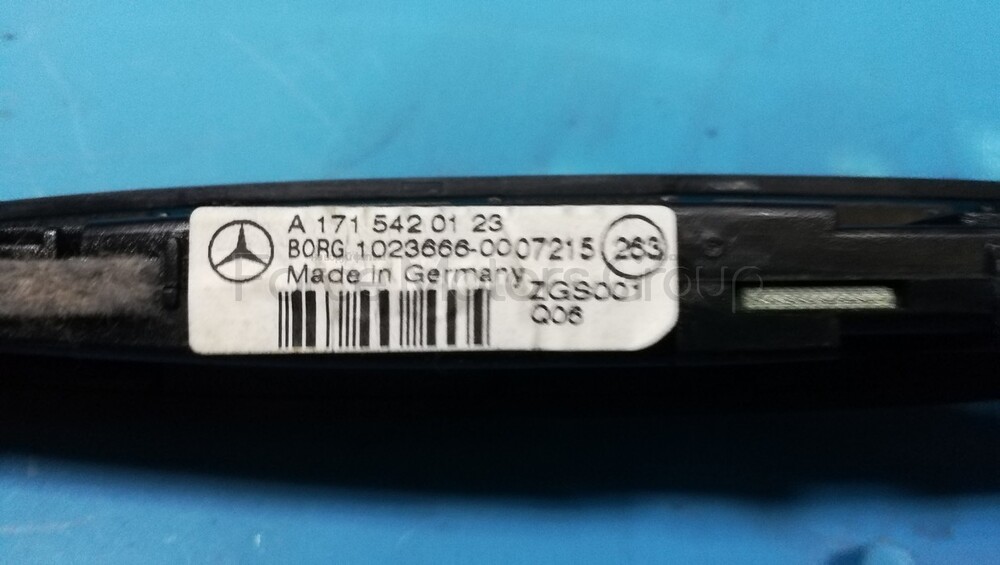 A 171 542 01 23
BORG 1023666-0007215
263
Made in Germany
ZGS001
Q06